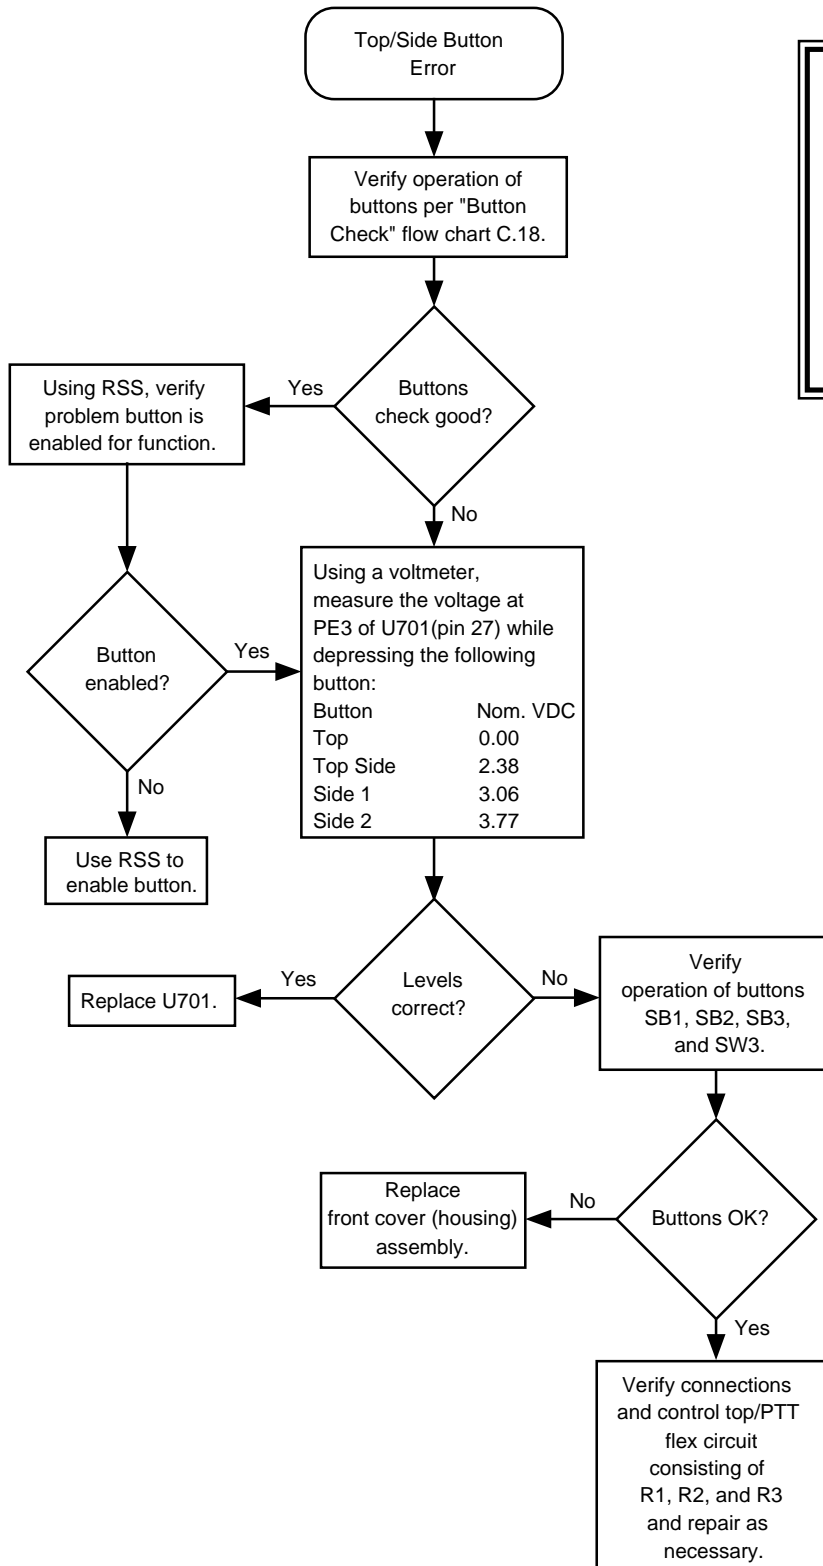 Top/Side Button
Error
Verify operation of
buttons per "Button
Check" flow chart C.18.
Buttons
check good?
Yes
Using RSS, verify
problem button is
enabled for function.
No
Using a voltmeter,
measure the voltage at
PE3 of U701(pin 27) while
depressing the following
button:
Button Nom. VDC
Top 0.00
Top Side 2.38
Side 1 3.06
Side 2 3.77
Button
enabled?
Yes
No
Use RSS to
enable button.
Levels
correct?
Yes
Replace U701.
No
Verify
operation of buttons
SB1, SB2, SB3,
and SW3.
Buttons OK?
No
Replace
front cover (housing)
assembly.
Yes
Verify connections
and control top/PTT
flex circuit
consisting of
R1, R2, and R3
and repair as
necessary.